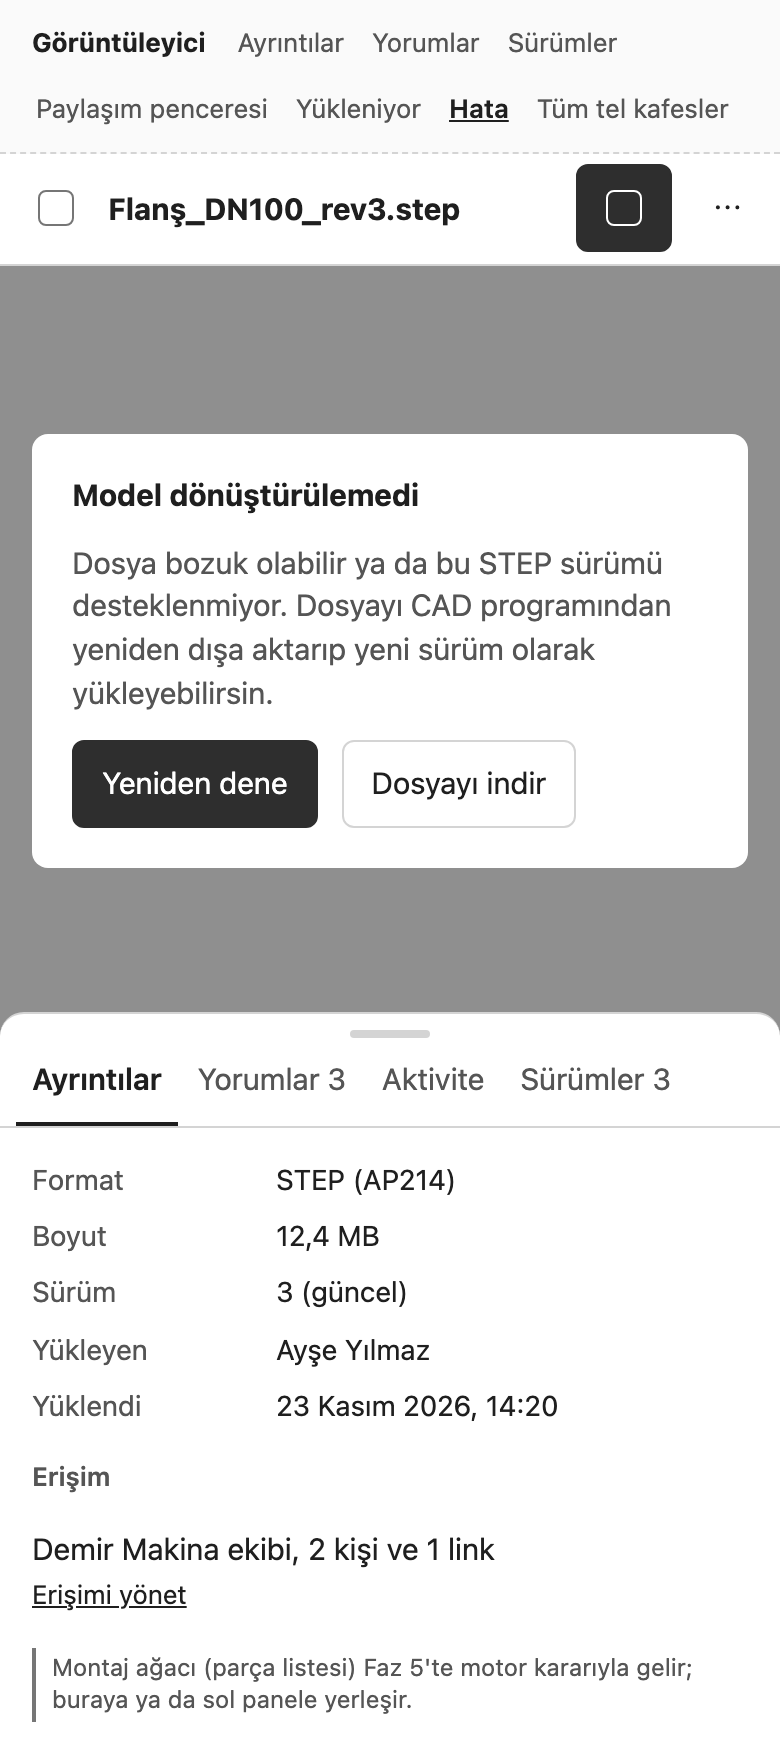 Görüntüleyici Ayrıntılar Yorumlar Sürümler
Paylaşım penceresi Yükleniyor Hata Tüm tel kafesler
Flanş_DN100_rev3.step ...
Model dönüştürülemedi
Dosya bozuk olabilir ya da bu STEP sürümü
desteklenmiyor. Dosyayı CAD programından
yeniden dışa aktarıp yeni sürüm olarak
yükleyebilirsin.
Yeniden dene Dosyayı indir
Ayrıntılar Yorumlar 3 Aktivite Sürümler 3
Format STEP (AP214)
Boyut 12,4 MB
Sürüm 3 (güncel)
Yükleyen Ayşe Yılmaz
Yüklendi 23 Kasım 2026, 14:20
Erişim
Demir Makina ekibi, 2 kişi ve 1 link
Erişimi yönet
Montaj ağacı (parça listesi) Faz 5'te motor kararıyla gelir;
buraya ya da sol panele yerleşir.